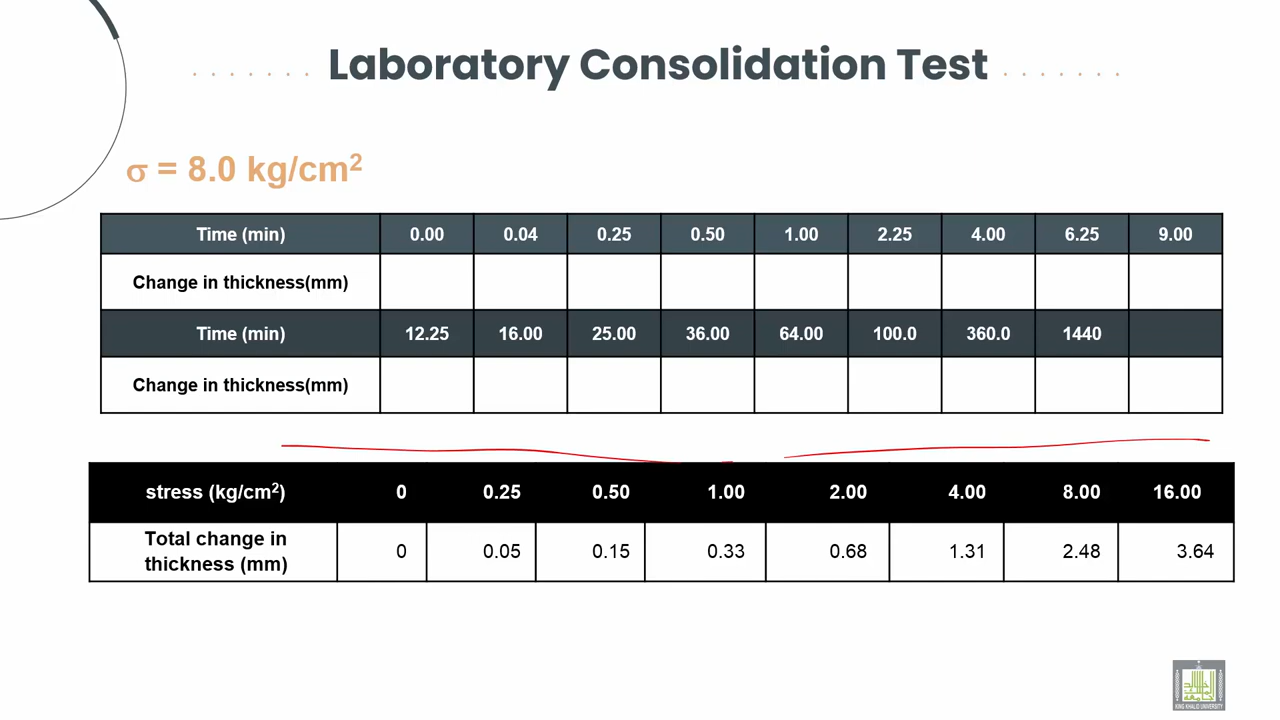 Laboratory Consolidation Test
σ = 8.0 kg/cm²
Time (min) 0.00 0.04 0.25 0.50 1.00 2.25 4.00 6.25 9.00
Change in thickness(mm)
Time (min) 12.25 16.00 25.00 36.00 64.00 100.0 360.0 1440
Change in thickness(mm)
stress (kg/cm²) 0 0.25 0.50 1.00 2.00 4.00 8.00 16.00
Total change in
thickness (mm) 0 0.05 0.15 0.33 0.68 1.31 2.48 3.64
KING KHALID UNIVERSITY